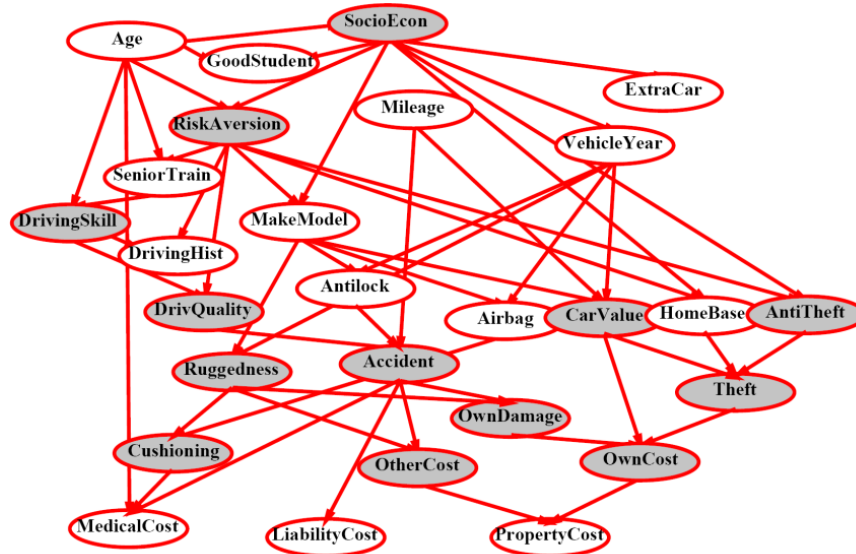 SocioEcon
Age
GoodStudent
ExtraCar
Mileage
RiskAversion
VehicleYear
SeniorTrain
DrivingSkill
MakeModel
DrivingHist
Antilock
DrivQuality
Airbag
CarValue
HomeBase
AntiTheft
Ruggedness
Accident
Theft
OwnDamage
Cushioning
OtherCost
OwnCost
MedicalCost
LiabilityCost
PropertyCost